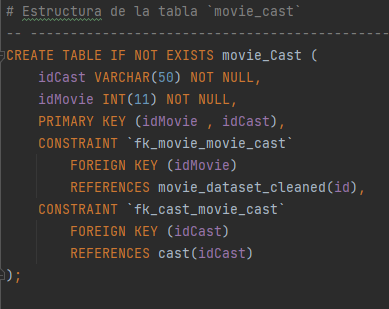 # Estructura de la tabla `movie_cast`
-- -----------------------------------------------------
CREATE TABLE IF NOT EXISTS movie_Cast (
    idCast VARCHAR(50) NOT NULL,
    idMovie INT(11) NOT NULL,
    PRIMARY KEY (idMovie , idCast),
    CONSTRAINT `fk_movie_movie_cast`
        FOREIGN KEY (idMovie)
        REFERENCES movie_dataset_cleaned(id),
    CONSTRAINT `fk_cast_movie_cast`
        FOREIGN KEY (idCast)
        REFERENCES cast(idCast)
);